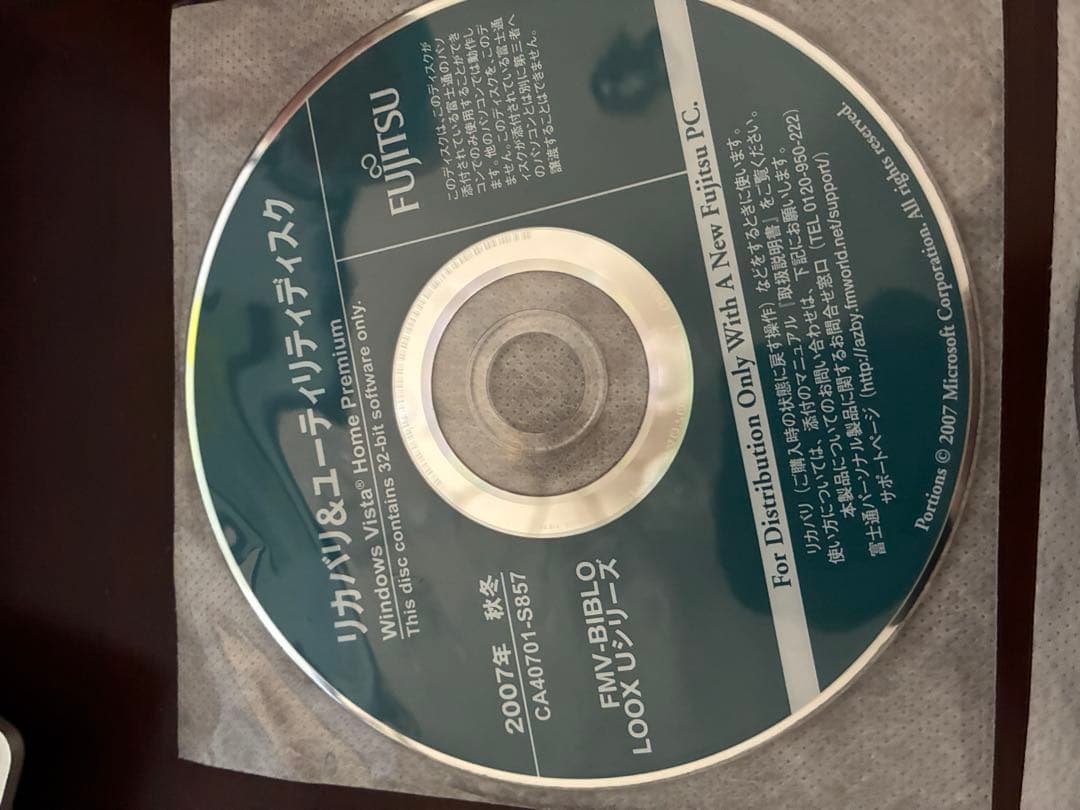 リカバリ&ユーティリティディスク
Windows Vista® Home Premium
This disc contains 32-bit software only.
FUJITSU
このディスクは、このディスクが
添付されている富士通のパソ
コンでのみ使用することができ
ます。他のパソコンでは動作し
ません。このディスクを、このデ
ィスクが添付されている富士通
のパソコンとは別に第三者へ
譲渡することはできません。
2007年 秋冬
CA40701-S857
FMV-BIBLO
LOOX Uシリーズ
For Distribution Only With A New Fujitsu PC.
リカバリ(ご購入時の状態に戻す操作)などをするときに使います。
使い方については、添付のマニュアル『取扱説明書』をご覧ください。
本製品についてのお問い合わせは、下記にお願いします。
富士通パーソナル製品に関するお問合せ窓口(TEL 0120-950-222)
サポートページ(http://azby.fmworld.net/support/)
Portions © 2007 Microsoft Corporation. All rights reserved.